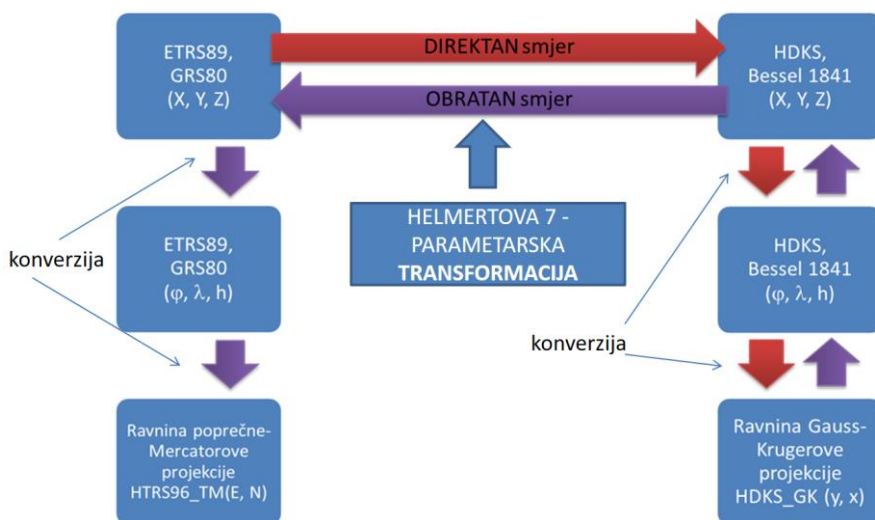 ETRS89,
GRS80
(X, Y, Z)
DIREKTAN smjer
OBRATAN smjer
HDKS,
Bessel 1841
(X, Y, Z)
HELMERTOVA 7 -
PARAMETARSKA
TRANSFORMACIJA
konverzija
ETRS89,
GRS80
(φ, λ, h)
HDKS,
Bessel 1841
(φ, λ, h)
konverzija
Ravnina poprečne-
Mercatorove
projekcije
HTRS96_TM(E, N)
Ravnina Gauss-
Krugerove
projekcije
HDKS_GK (y, x)